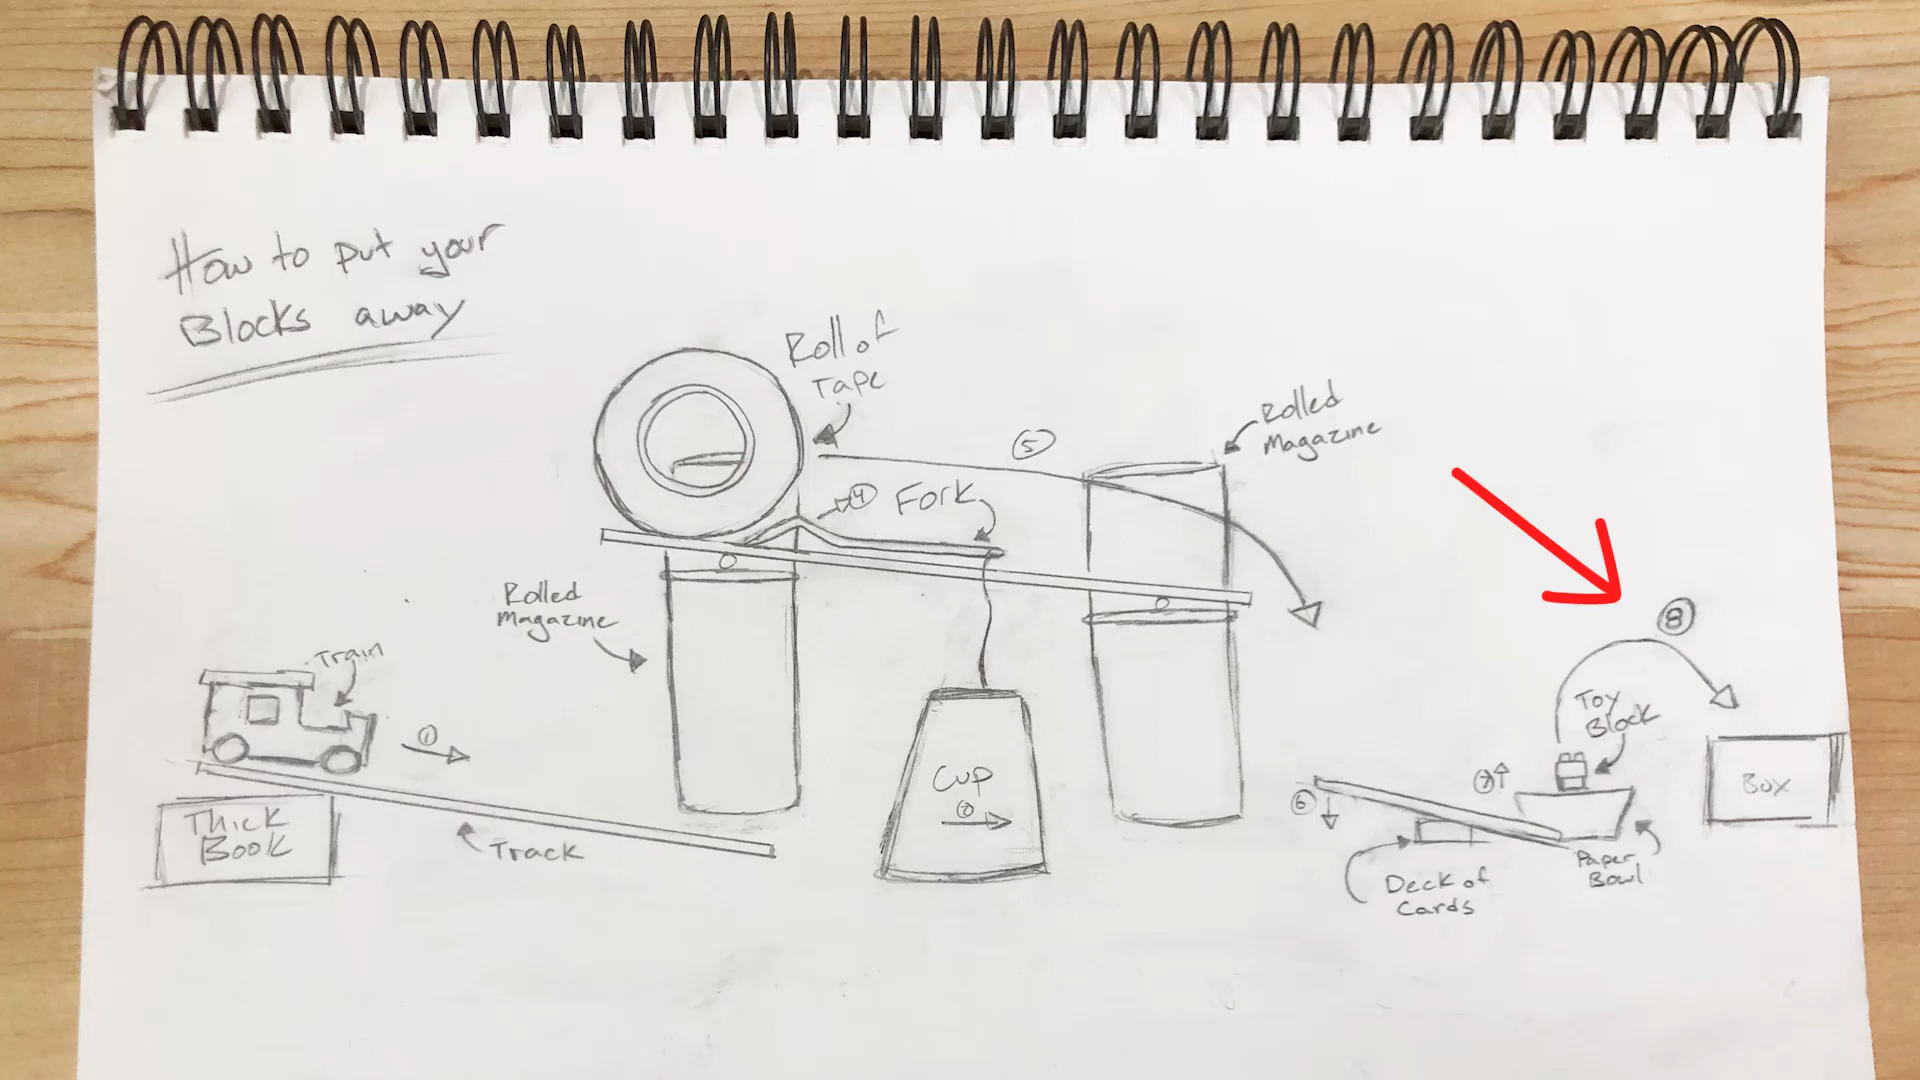 How to put your
Blocks away
Roll of
Tape
Rolled
Magazine
5
4
Fork
Rolled
Magazine
Train
1
Thick
Book
Track
Cup
2
8
Toy
Block
7
6
Box
Paper
Bowl
Deck of
Cards